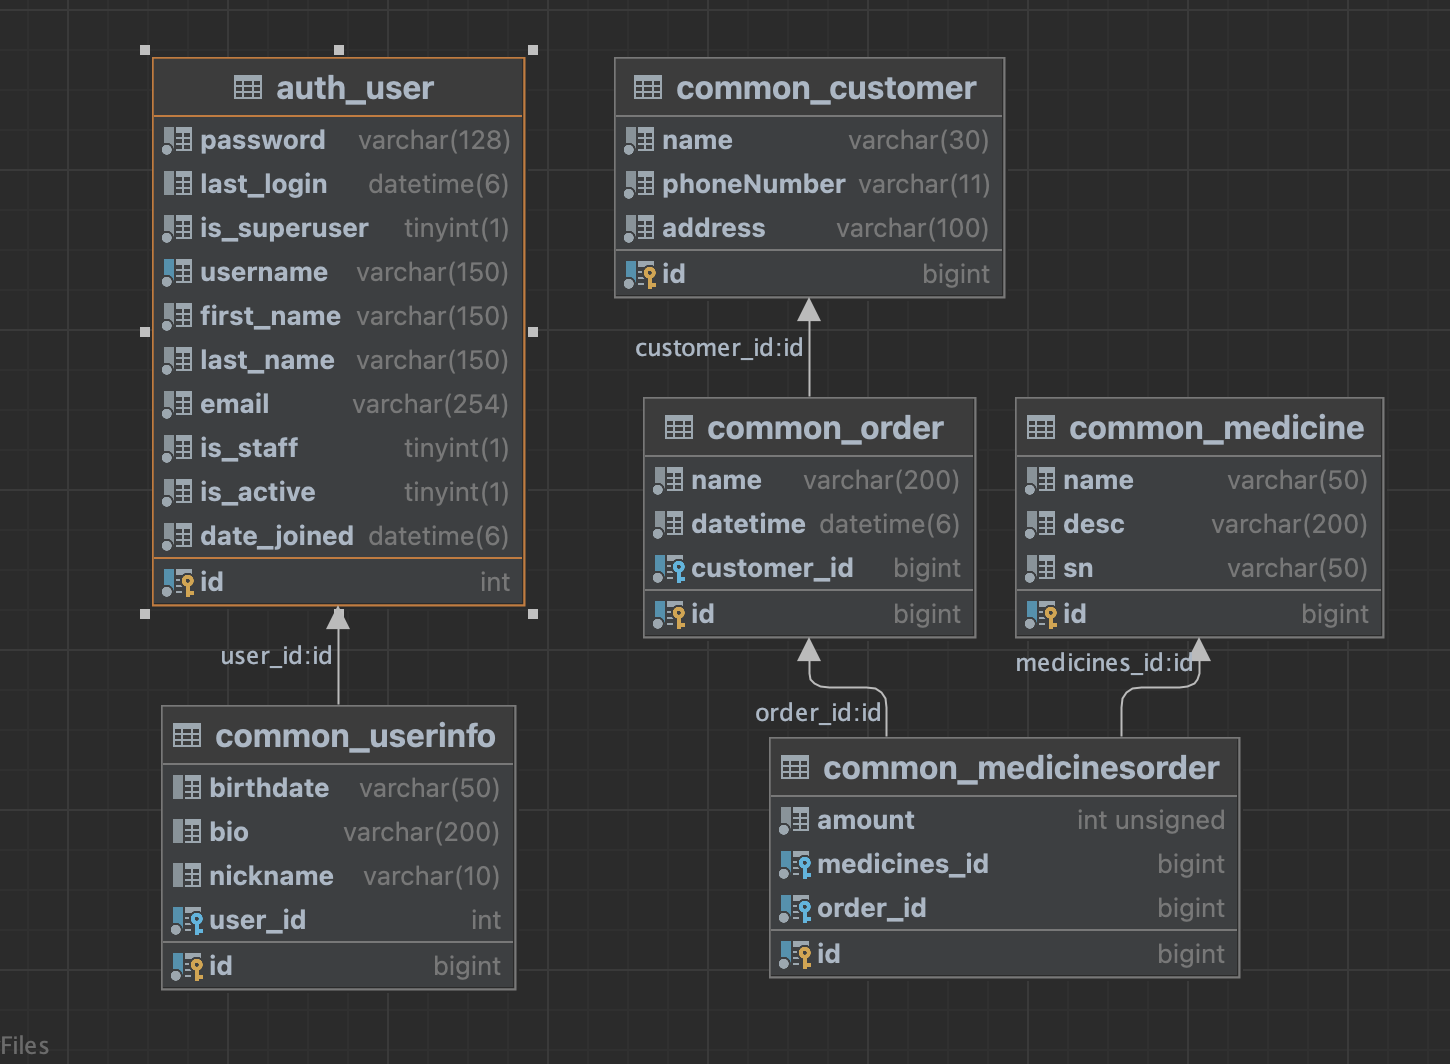 auth_user
password varchar(128)
last_login datetime(6)
is_superuser tinyint(1)
username varchar(150)
first_name varchar(150)
last_name varchar(150)
email varchar(254)
is_staff tinyint(1)
is_active tinyint(1)
date_joined datetime(6)
id int
user_id:id
common_userinfo
birthdate varchar(50)
bio varchar(200)
nickname varchar(10)
user_id int
id bigint
common_customer
name varchar(30)
phoneNumber varchar(11)
address varchar(100)
id bigint
customer_id:id
common_order
name varchar(200)
datetime datetime(6)
customer_id bigint
id bigint
common_medicine
name varchar(50)
desc varchar(200)
sn varchar(50)
id bigint
medicines_id:id
order_id:id
common_medicinesorder
amount int unsigned
medicines_id bigint
order_id bigint
id bigint
Files